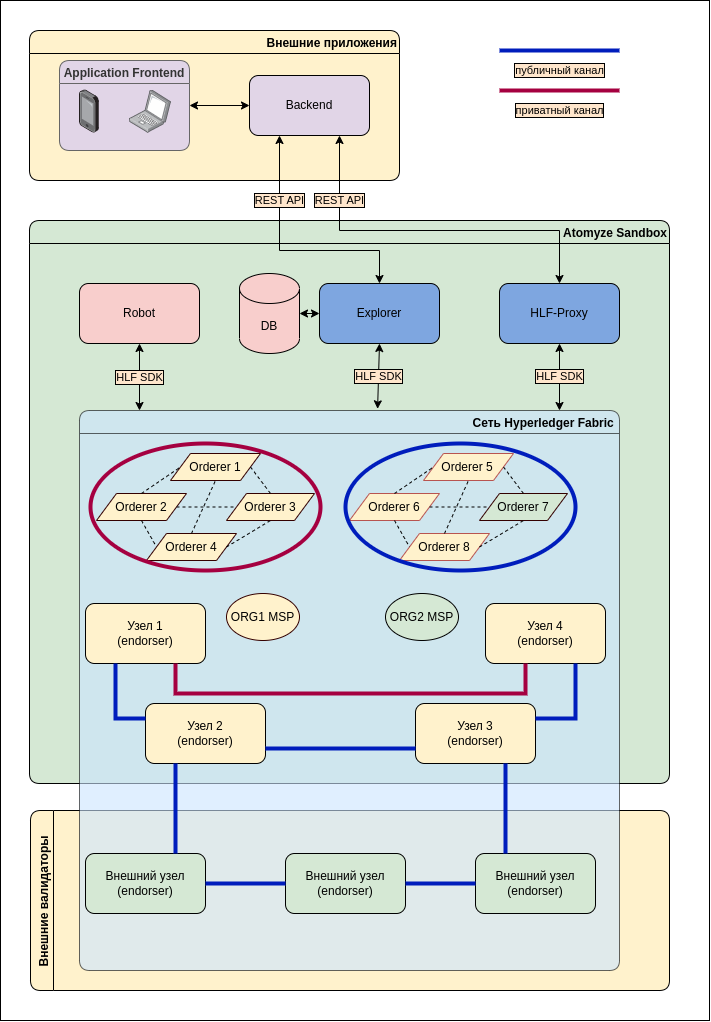 Внешние приложения
Application Frontend
Backend
публичный канал
приватный канал
REST API
REST API
Atomyze Sandbox
Robot
DB
Explorer
HLF-Proxy
HLF SDK
HLF SDK
HLF SDK
Сеть Hyperledger Fabric
Orderer 1
Orderer 2
Orderer 3
Orderer 4
Orderer 5
Orderer 6
Orderer 7
Orderer 8
ORG1 MSP
ORG2 MSP
Узел 1
(endorser)
Узел 4
(endorser)
Узел 2
(endorser)
Узел 3
(endorser)
Внешние валидаторы
Внешний узел
(endorser)
Внешний узел
(endorser)
Внешний узел
(endorser)